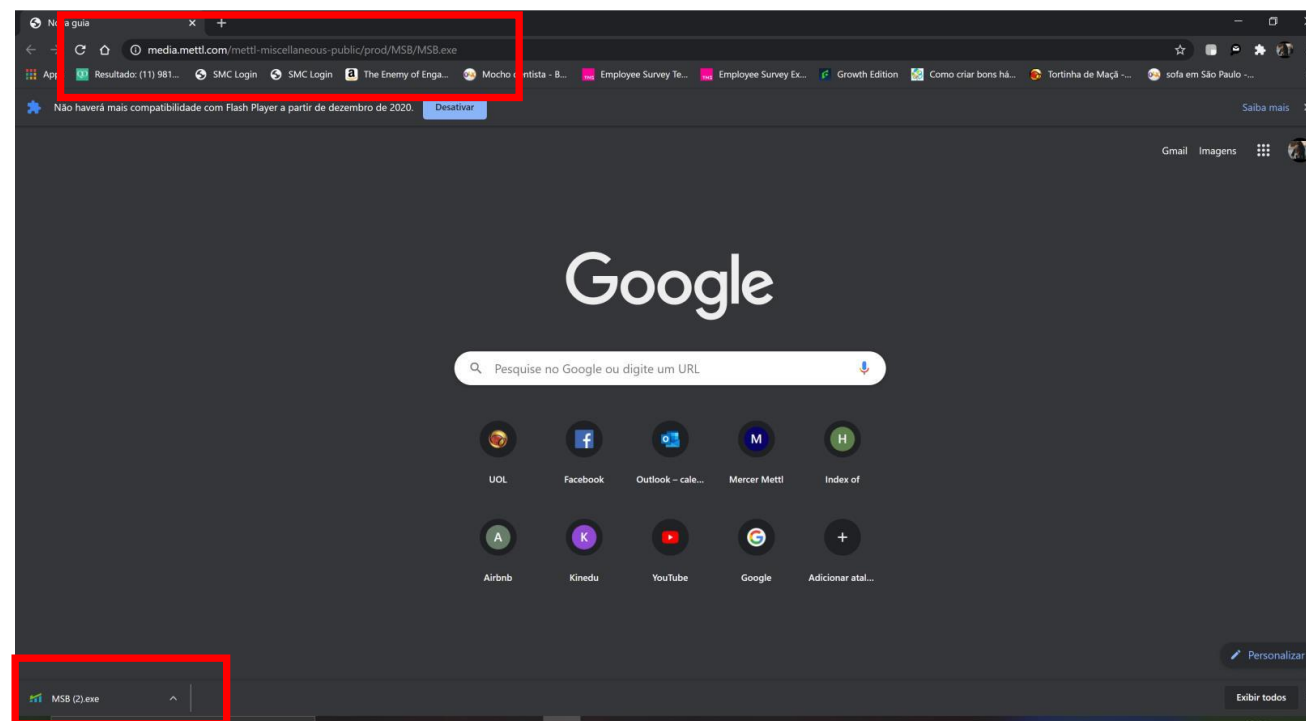 Nova guia
media.mettl.com/mettl-miscellaneous-public/prod/MSB/MSB.exe
Resultado: (11) 981... SMC Login SMC Login The Enemy of Enga... Mocho dentista - B... Employee Survey Te... Employee Survey Ex... Growth Edition Como criar bons há... Tortinha de Maçã -... sofa em São Paulo -...
Não haverá mais compatibilidade com Flash Player a partir de dezembro de 2020. Desativar Saiba mais
Gmail Imagens
Google
Pesquise no Google ou digite um URL
M H
UOL Facebook Outlook – cale... Mercer Mettl Index of
A K
Airbnb Kinedu YouTube Google Adicionar atal...
Personalizar
MSB (2).exe Exibir todos